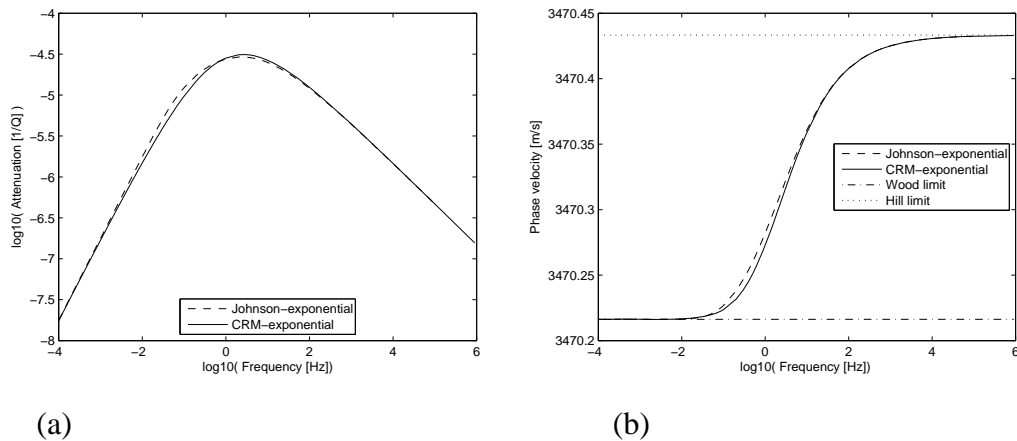 −4
−4.5
−5
−5.5
−6
−6.5
−7
−7.5
−8
log10( Attenuation [1/Q] )
Johnson−exponential
CRM−exponential
−4 −2 0 2 4 6
log10( Frequency [Hz])
(a)
3470.45
3470.4
3470.35
3470.3
3470.25
3470.2
Phase velocity [m/s]
Johnson−exponential
CRM−exponential
Wood limit
Hill limit
−4 −2 0 2 4 6
log10( Frequency [Hz])
(b)